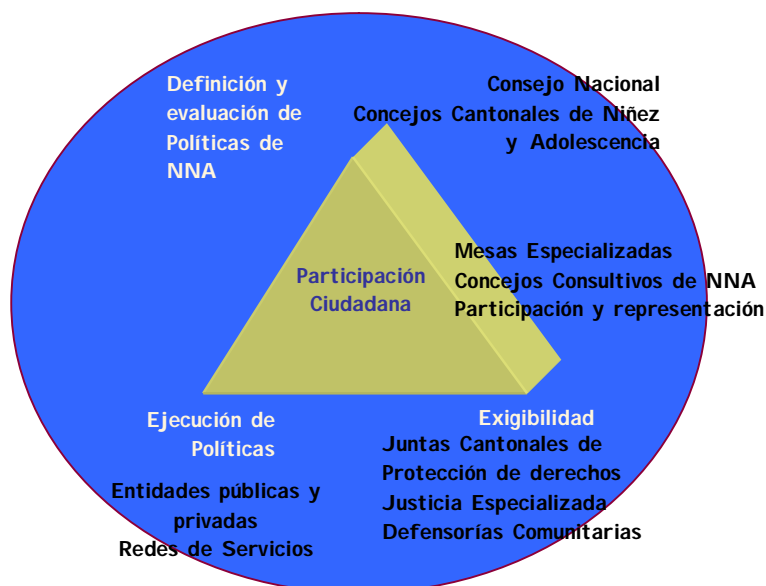 Definición y
evaluación de
Políticas de
NNA
Consejo Nacional
Concejos Cantonales de Niñez
y Adolescencia
Participación
Ciudadana
Mesas Especializadas
Concejos Consultivos de NNA
Participación y representación
Ejecución de
Políticas
Entidades públicas y
privadas
Redes de Servicios
Exigibilidad
Juntas Cantonales de
Protección de derechos
Justicia Especializada
Defensorías Comunitarias